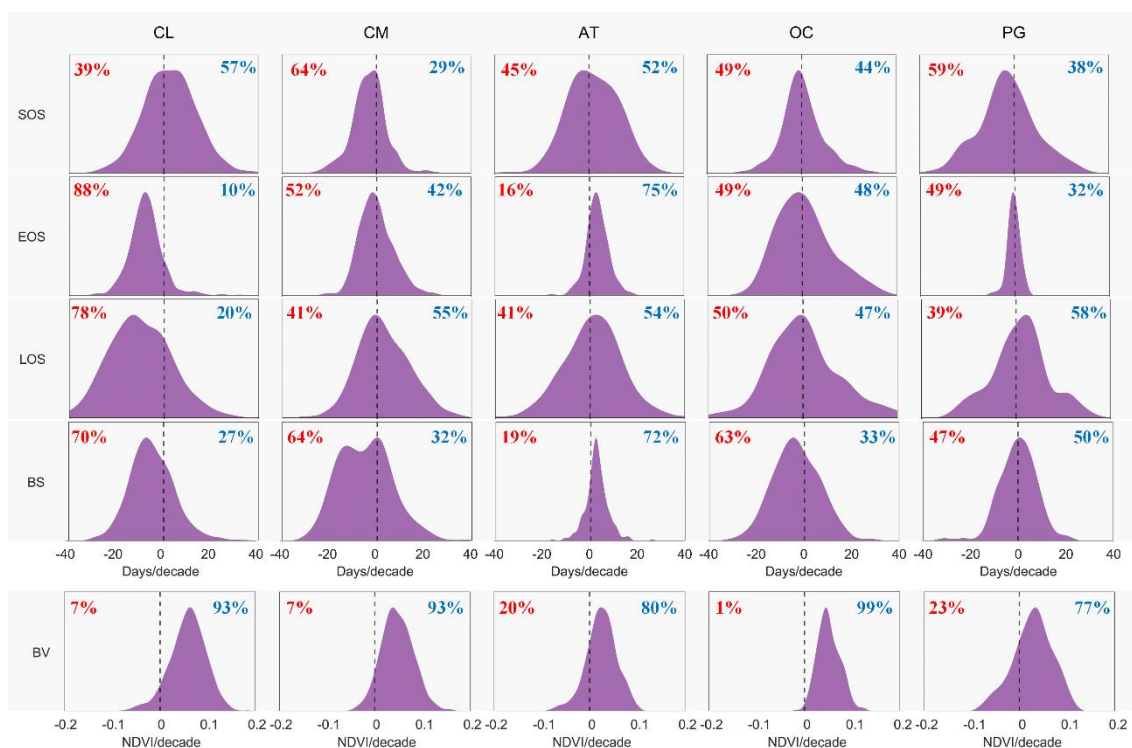 CL CM AT OC PG
SOS 39% 57% 64% 29% 45% 52% 49% 44% 59% 38%
EOS 88% 10% 52% 42% 16% 75% 49% 48% 49% 32%
LOS 78% 20% 41% 55% 41% 54% 50% 47% 39% 58%
BS 70% 27% 64% 32% 19% 72% 63% 33% 47% 50%
-40 -20 0 20 40 -40 -20 0 20 40 -40 -20 0 20 40 -40 -20 0 20 40 -40 -20 0 20 40
Days/decade Days/decade Days/decade Days/decade Days/decade
BV 7% 93% 7% 93% 20% 80% 1% 99% 23% 77%
-0.2 -0.1 0 0.1 0.2 -0.2 -0.1 0 0.1 0.2 -0.2 -0.1 0 0.1 0.2 -0.2 -0.1 0 0.1 0.2 -0.2 -0.1 0 0.1 0.2
NDVI/decade NDVI/decade NDVI/decade NDVI/decade NDVI/decade